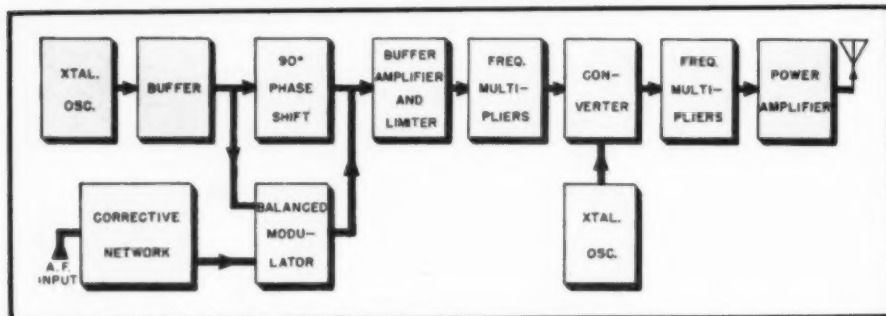 XTAL.
OSC.
BUFFER
90°
PHASE
SHIFT
BUFFER
AMPLIFIER
AND
LIMITER
FREQ.
MULTI-
PLIERS
CON-
VERTER
FREQ.
MULTI-
PLIERS
POWER
AMPLIFIER
CORRECTIVE
NETWORK
A.F.
INPUT
BALANCED
MODU-
LATOR
XTAL.
OSC.